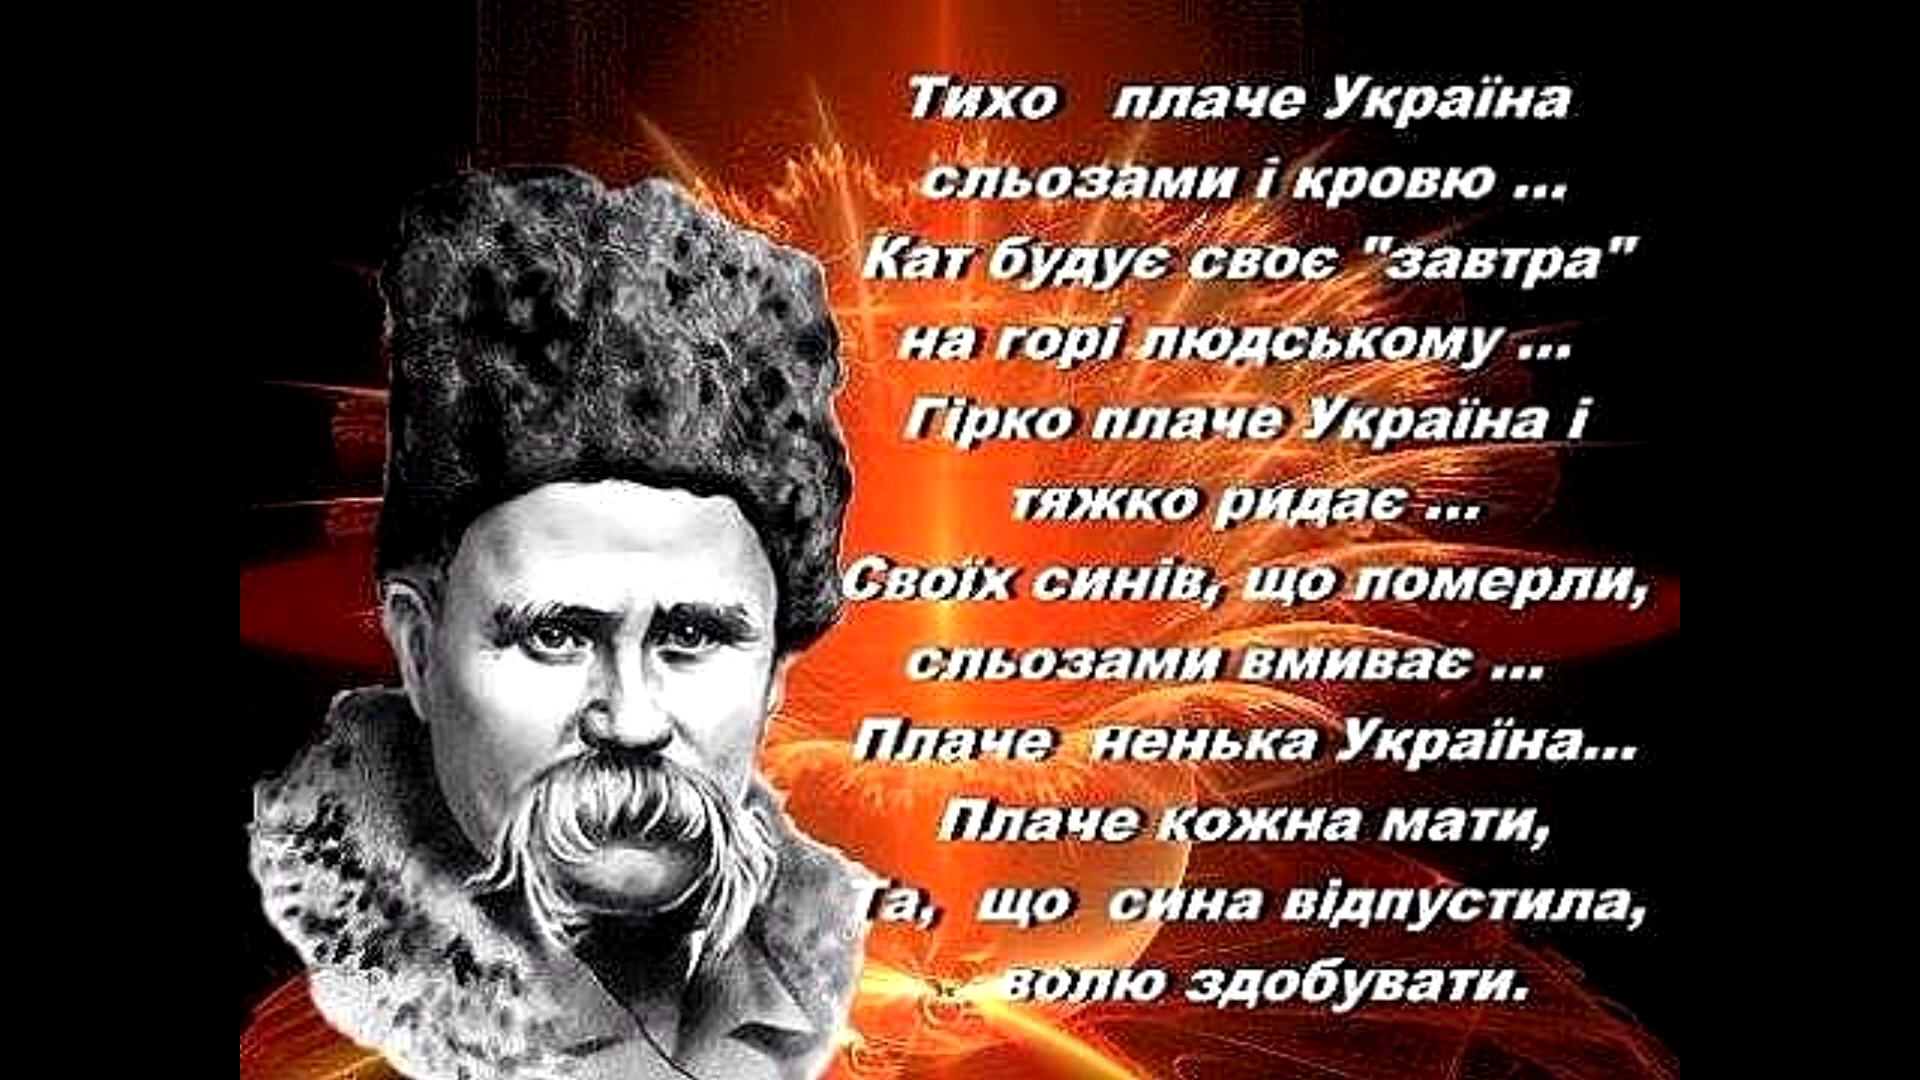 Тихо плаче Україна
сльозами і кровю ...
Кат будує своє "завтра"
на горі людському ...
Гірко плаче Україна і
тяжко ридає ...
Своїх синів, що померли,
сльозами вмиває ...
Плаче ненька Україна...
Плаче кожна мати,
Та, що сина відпустила,
волю здобувати.